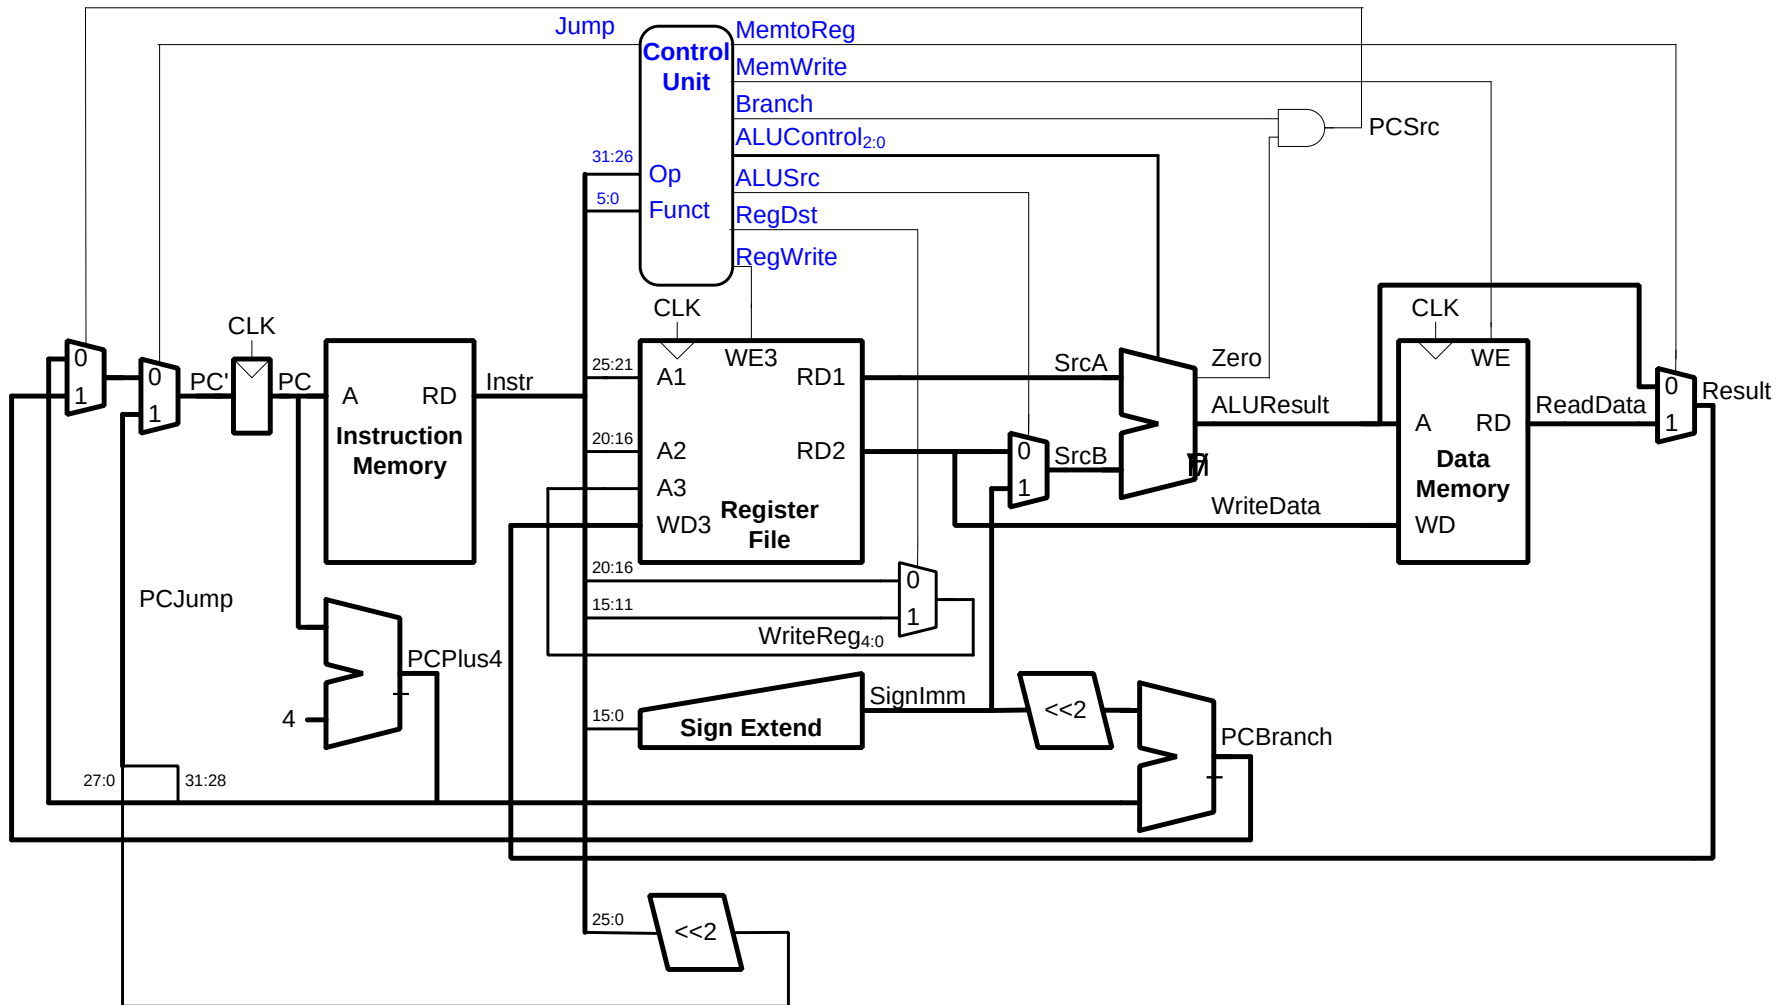 Jump
MemtoReg
Control
Unit
MemWrite
Branch
ALUControl2:0
PCSrc
31:26
Op
ALUSrc
5:0
Funct
RegDst
RegWrite
CLK
CLK
CLK
0
1
0
1
PC'
PC
A
RD
Instruction
Memory
Instr
25:21
A1
WE3
RD1
SrcA
Zero
WE
0
1
Result
20:16
A2
RD2
0
1
SrcB
ALUResult
A
RD
ReadData
Data
Memory
A3
WD3
Register
File
WriteData
WD
20:16
0
15:11
1
WriteReg4:0
PCJump
PCPlus4
4
15:0
Sign Extend
SignImm
<<2
PCBranch
27:0
31:28
25:0
<<2